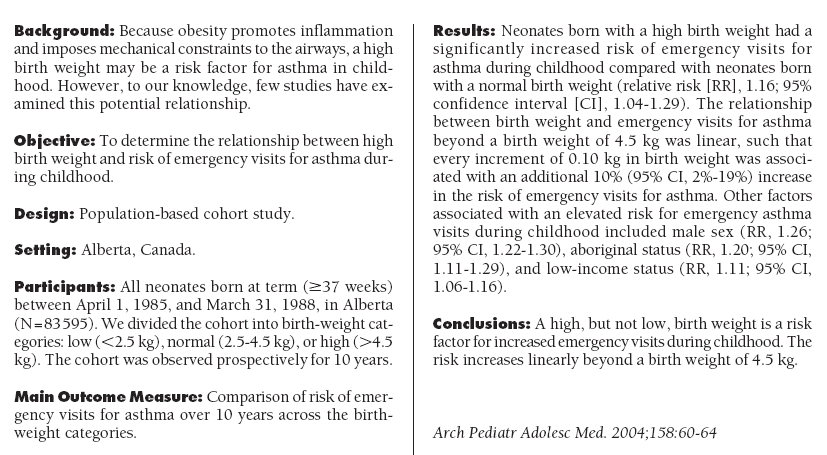 Background: Because obesity promotes inflammation
and imposes mechanical constraints to the airways, a high
birth weight may be a risk factor for asthma in child-
hood. However, to our knowledge, few studies have ex-
amined this potential relationship.
Objective: To determine the relationship between high
birth weight and risk of emergency visits for asthma dur-
ing childhood.
Design: Population-based cohort study.
Setting: Alberta, Canada.
Participants: All neonates born at term (≥37 weeks)
between April 1, 1985, and March 31, 1988, in Alberta
(N=83595). We divided the cohort into birth-weight cat-
egories: low (<2.5 kg), normal (2.5-4.5 kg), or high (>4.5
kg). The cohort was observed prospectively for 10 years.
Main Outcome Measure: Comparison of risk of emer-
gency visits for asthma over 10 years across the birth-
weight categories.
Results: Neonates born with a high birth weight had a
significantly increased risk of emergency visits for
asthma during childhood compared with neonates born
with a normal birth weight (relative risk [RR], 1.16; 95%
confidence interval [CI], 1.04-1.29). The relationship
between birth weight and emergency visits for asthma
beyond a birth weight of 4.5 kg was linear, such that
every increment of 0.10 kg in birth weight was associ-
ated with an additional 10% (95% CI, 2%-19%) increase
in the risk of emergency visits for asthma. Other factors
associated with an elevated risk for emergency asthma
visits during childhood included male sex (RR, 1.26;
95% CI, 1.22-1.30), aboriginal status (RR, 1.20; 95% CI,
1.11-1.29), and low-income status (RR, 1.11; 95% CI,
1.06-1.16).
Conclusions: A high, but not low, birth weight is a risk
factor for increased emergency visits during childhood. The
risk increases linearly beyond a birth weight of 4.5 kg.
Arch Pediatr Adolesc Med. 2004;158:60-64